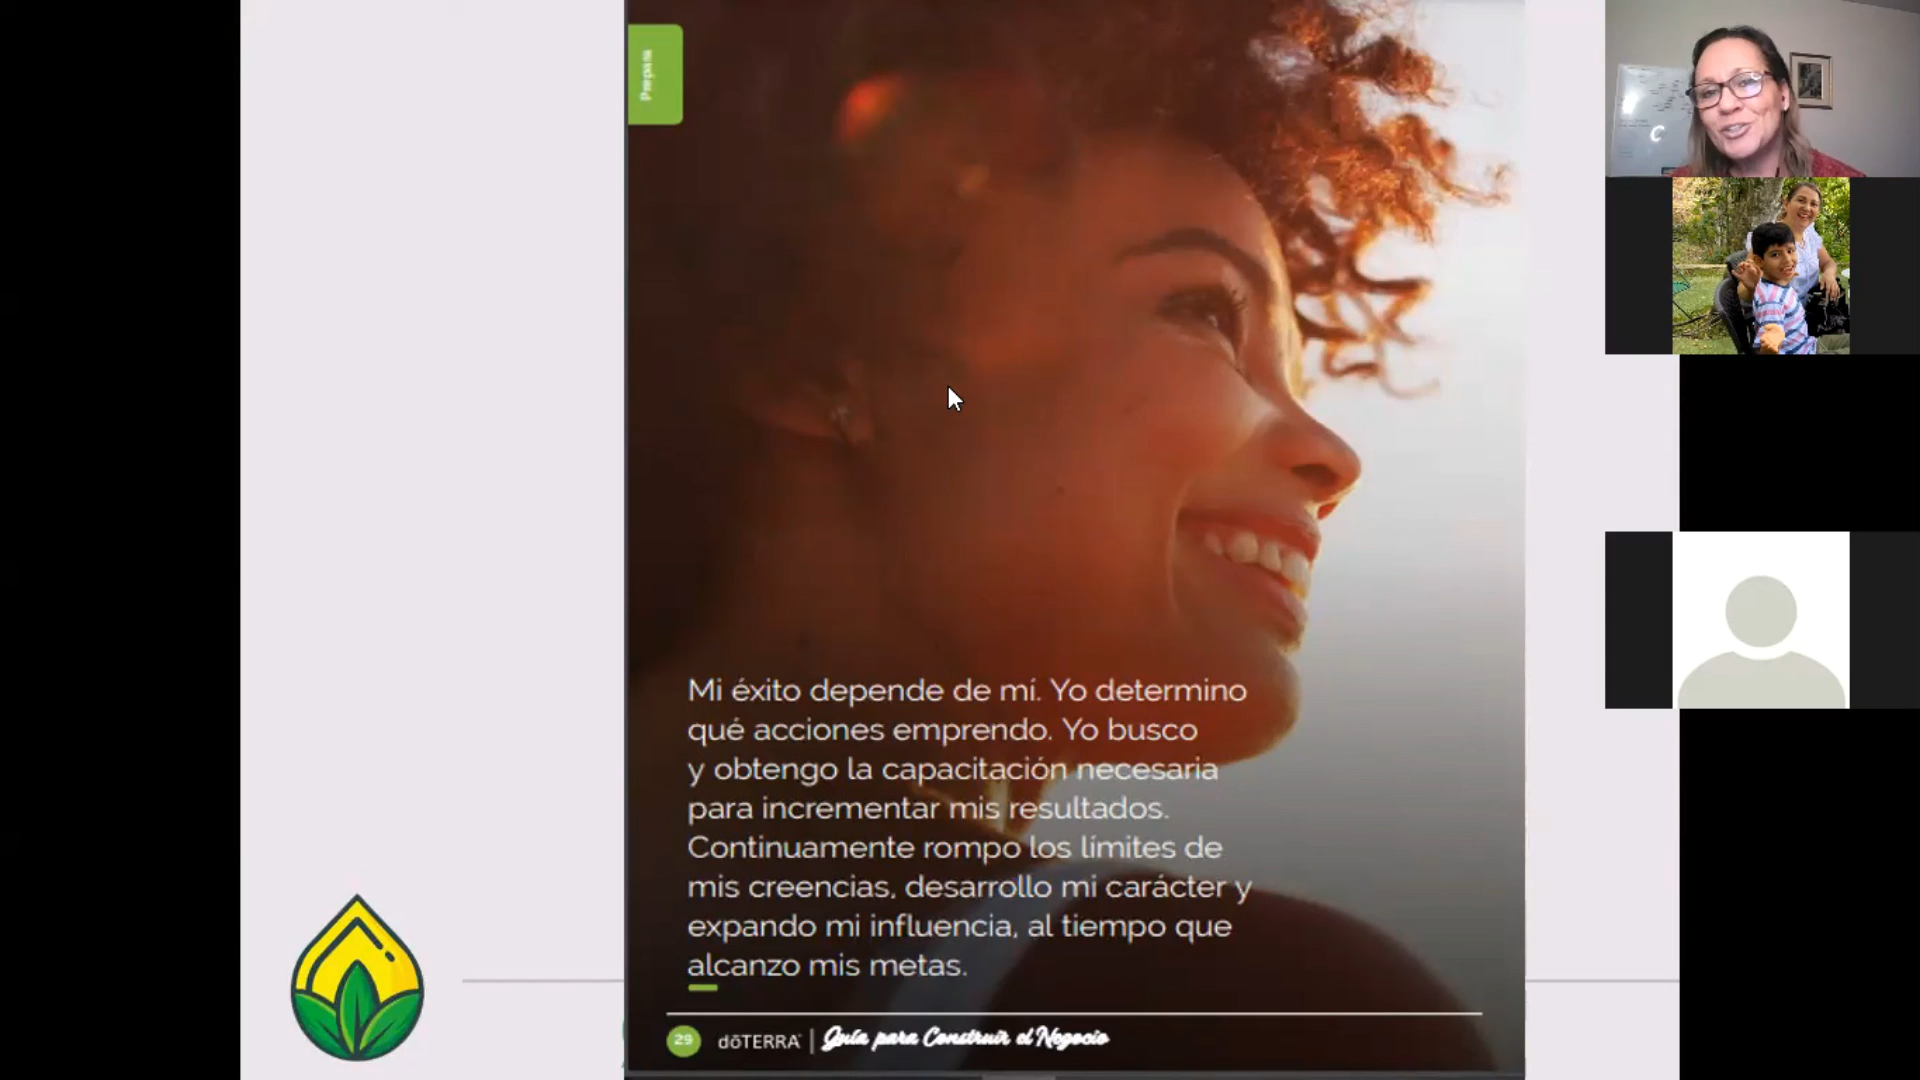 Prepara
Mi éxito depende de mí. Yo determino
qué acciones emprendo. Yo busco
y obtengo la capacitación necesaria
para incrementar mis resultados.
Continuamente rompo los límites de
mis creencias, desarrollo mi carácter y
expando mi influencia, al tiempo que
alcanzo mis metas.
29 dōTERRA | Guía para Construir el Negocio